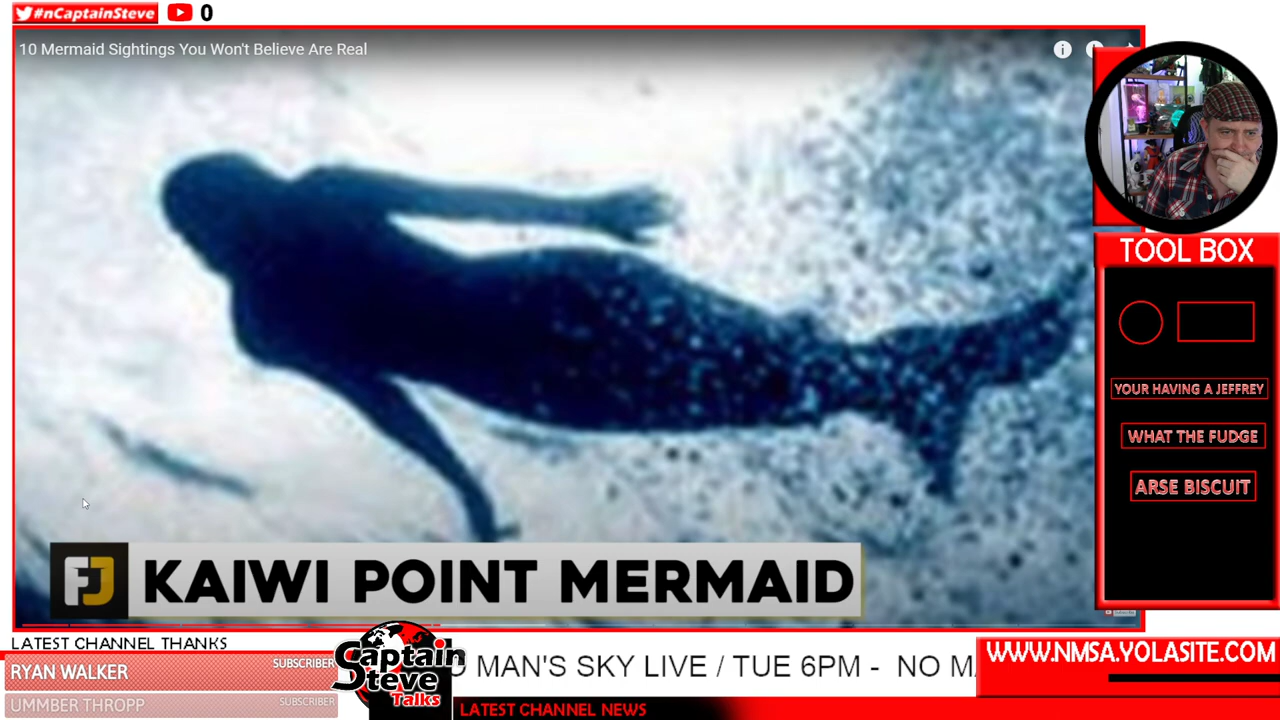 #nCaptainSteve
0
10 Mermaid Sightings You Won't Believe Are Real
TOOL BOX
YOUR HAVING A JEFFREY
WHAT THE FUDGE
ARSE BISCUIT
FJ KAIWI POINT MERMAID
LATEST CHANNEL THANKS
RYAN WALKER SUBSCRIBER
UMMBER THROPP SUBSCRIBER
Captain
Steve
Talks
MAN'S SKY LIVE / TUE 6PM - NO
LATEST CHANNEL NEWS
WWW.NMSA.YOLASITE.COM